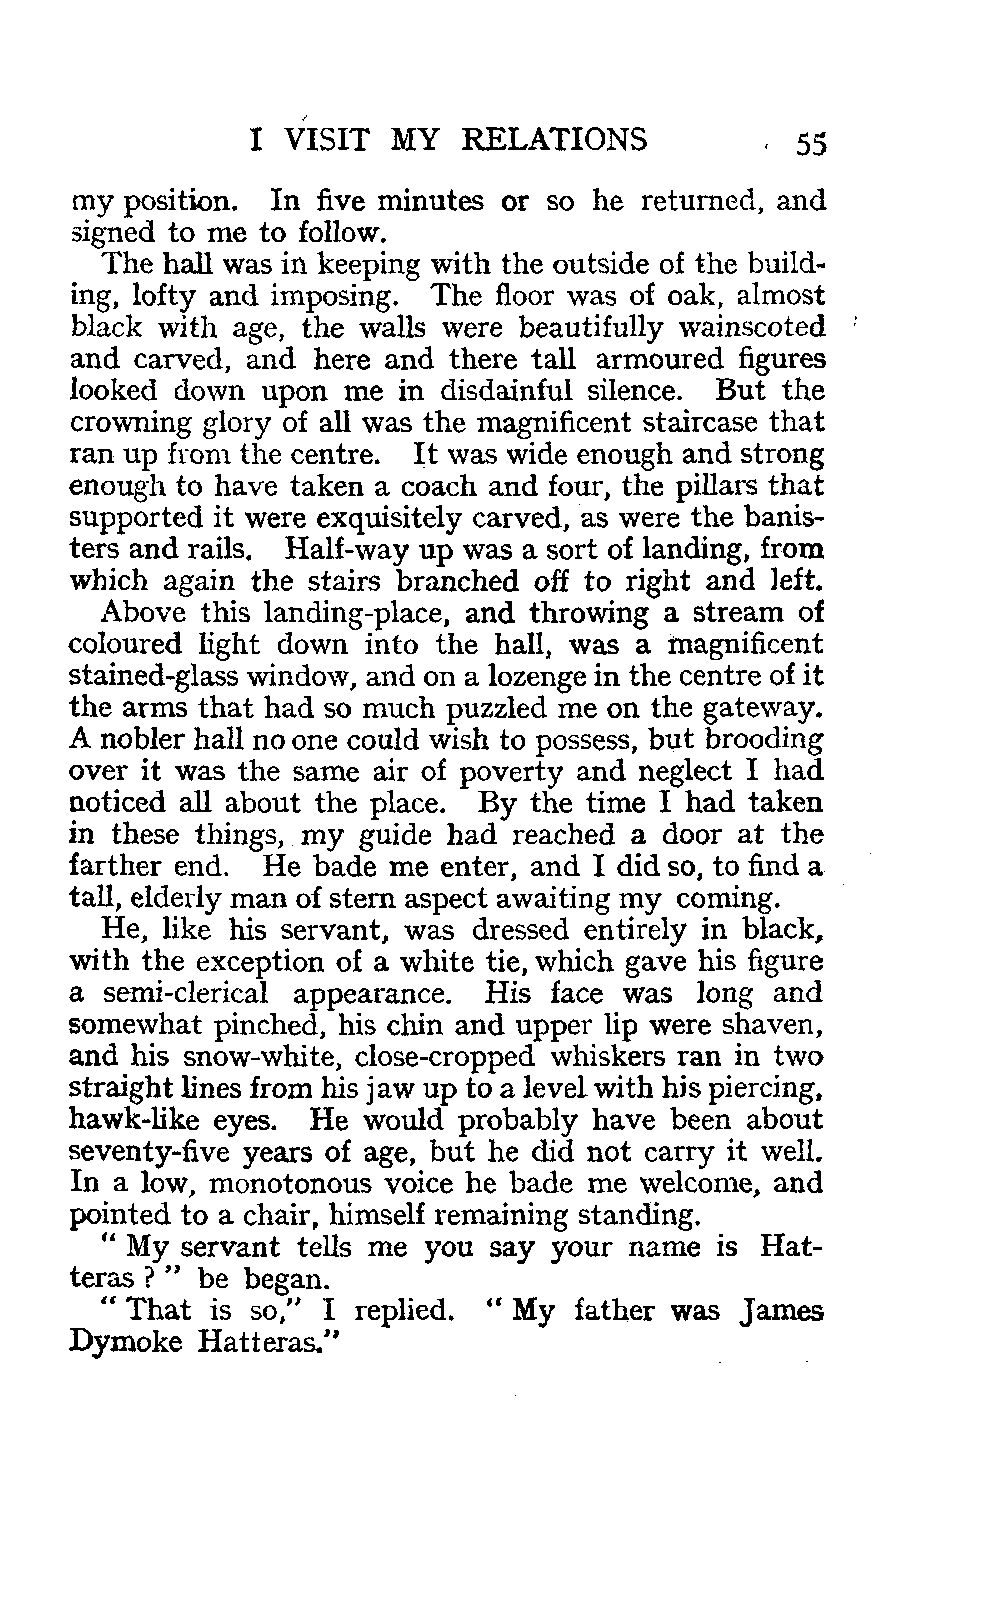 I VISIT MY RELATIONS 55
my position. In five minutes or so he returned, and
signed to me to follow.
The hall was in keeping with the outside of the build-
ing, lofty and imposing. The floor was of oak, almost
black with age, the walls were beautifully wainscoted
and carved, and here and there tall armoured figures
looked down upon me in disdainful silence. But the
crowning glory of all was the magnificent staircase that
ran up from the centre. It was wide enough and strong
enough to have taken a coach and four, the pillars that
supported it were exquisitely carved, as were the banis-
ters and rails. Half-way up was a sort of landing, from
which again the stairs branched off to right and left.
Above this landing-place, and throwing a stream of
coloured light down into the hall, was a magnificent
stained-glass window, and on a lozenge in the centre of it
the arms that had so much puzzled me on the gateway.
A nobler hall no one could wish to possess, but brooding
over it was the same air of poverty and neglect I had
noticed all about the place. By the time I had taken
in these things, my guide had reached a door at the
farther end. He bade me enter, and I did so, to find a
tall, elderly man of stern aspect awaiting my coming.
He, like his servant, was dressed entirely in black,
with the exception of a white tie, which gave his figure
a semi-clerical appearance. His face was long and
somewhat pinched, his chin and upper lip were shaven,
and his snow-white, close-cropped whiskers ran in two
straight lines from his jaw up to a level with his piercing,
hawk-like eyes. He would probably have been about
seventy-five years of age, but he did not carry it well.
In a low, monotonous voice he bade me welcome, and
pointed to a chair, himself remaining standing.
“ My servant tells me you say your name is Hat-
teras ? ” be began.
“ That is so,” I replied. “ My father was James
Dymoke Hatteras.”